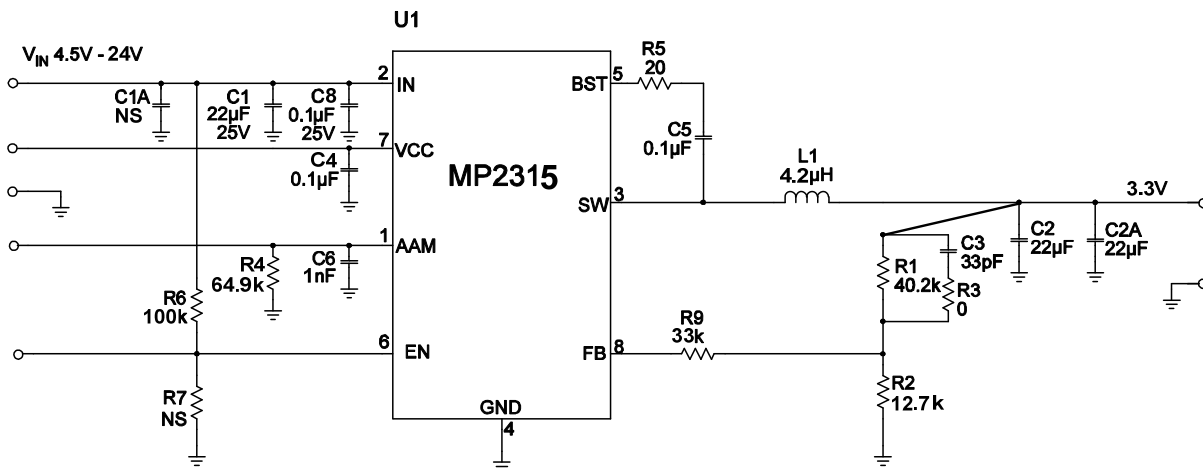 U1
V_IN 4.5V - 24V
2
IN
C1A
NS
C1
22µF
25V
C8
0.1µF
25V
7
VCC
C4
0.1µF
1
AAM
R4
64.9k
C6
1nF
R6
100k
6
EN
R7
NS
MP2315
GND
4
BST
5
R5
20
C5
0.1µF
SW
3
L1
4.2µH
3.3V
C2
22µF
C2A
22µF
C3
33pF
R1
40.2k
R3
0
FB
8
R9
33k
R2
12.7k